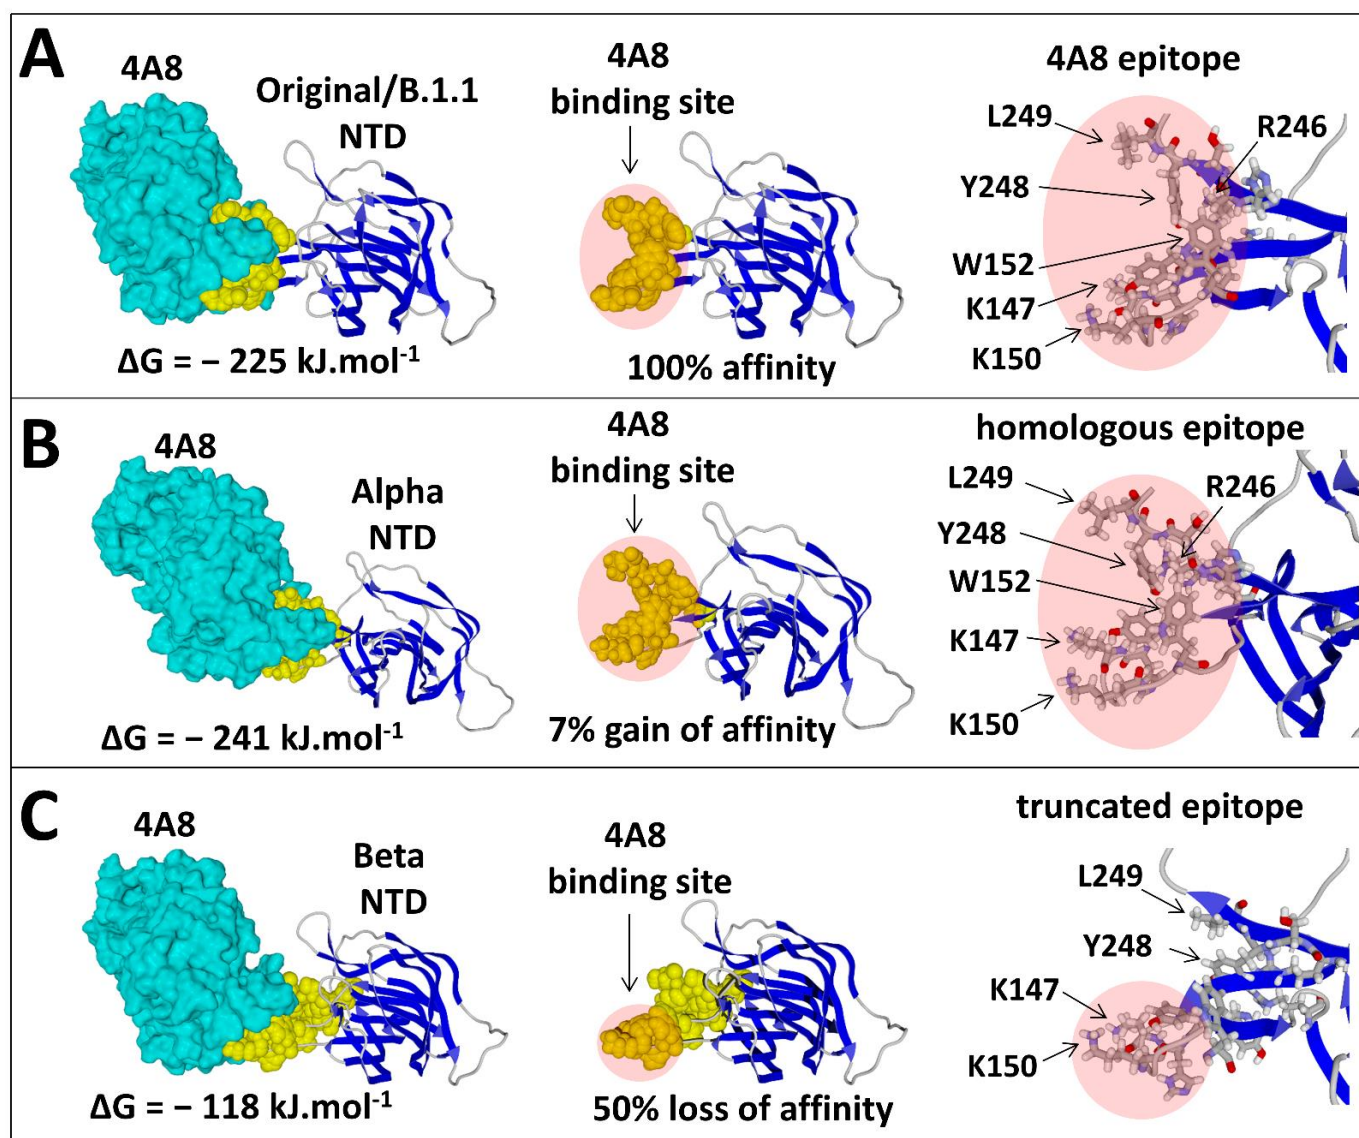 A
4A8
Original/B.1.1
NTD
ΔG = − 225 kJ.mol⁻¹
4A8
binding site
100% affinity
4A8 epitope
L249
R246
Y248
W152
K147
K150
B
4A8
Alpha
NTD
ΔG = − 241 kJ.mol⁻¹
4A8
binding site
7% gain of affinity
homologous epitope
L249
R246
Y248
W152
K147
K150
C
4A8
Beta
NTD
ΔG = − 118 kJ.mol⁻¹
4A8
binding site
50% loss of affinity
truncated epitope
L249
Y248
K147
K150